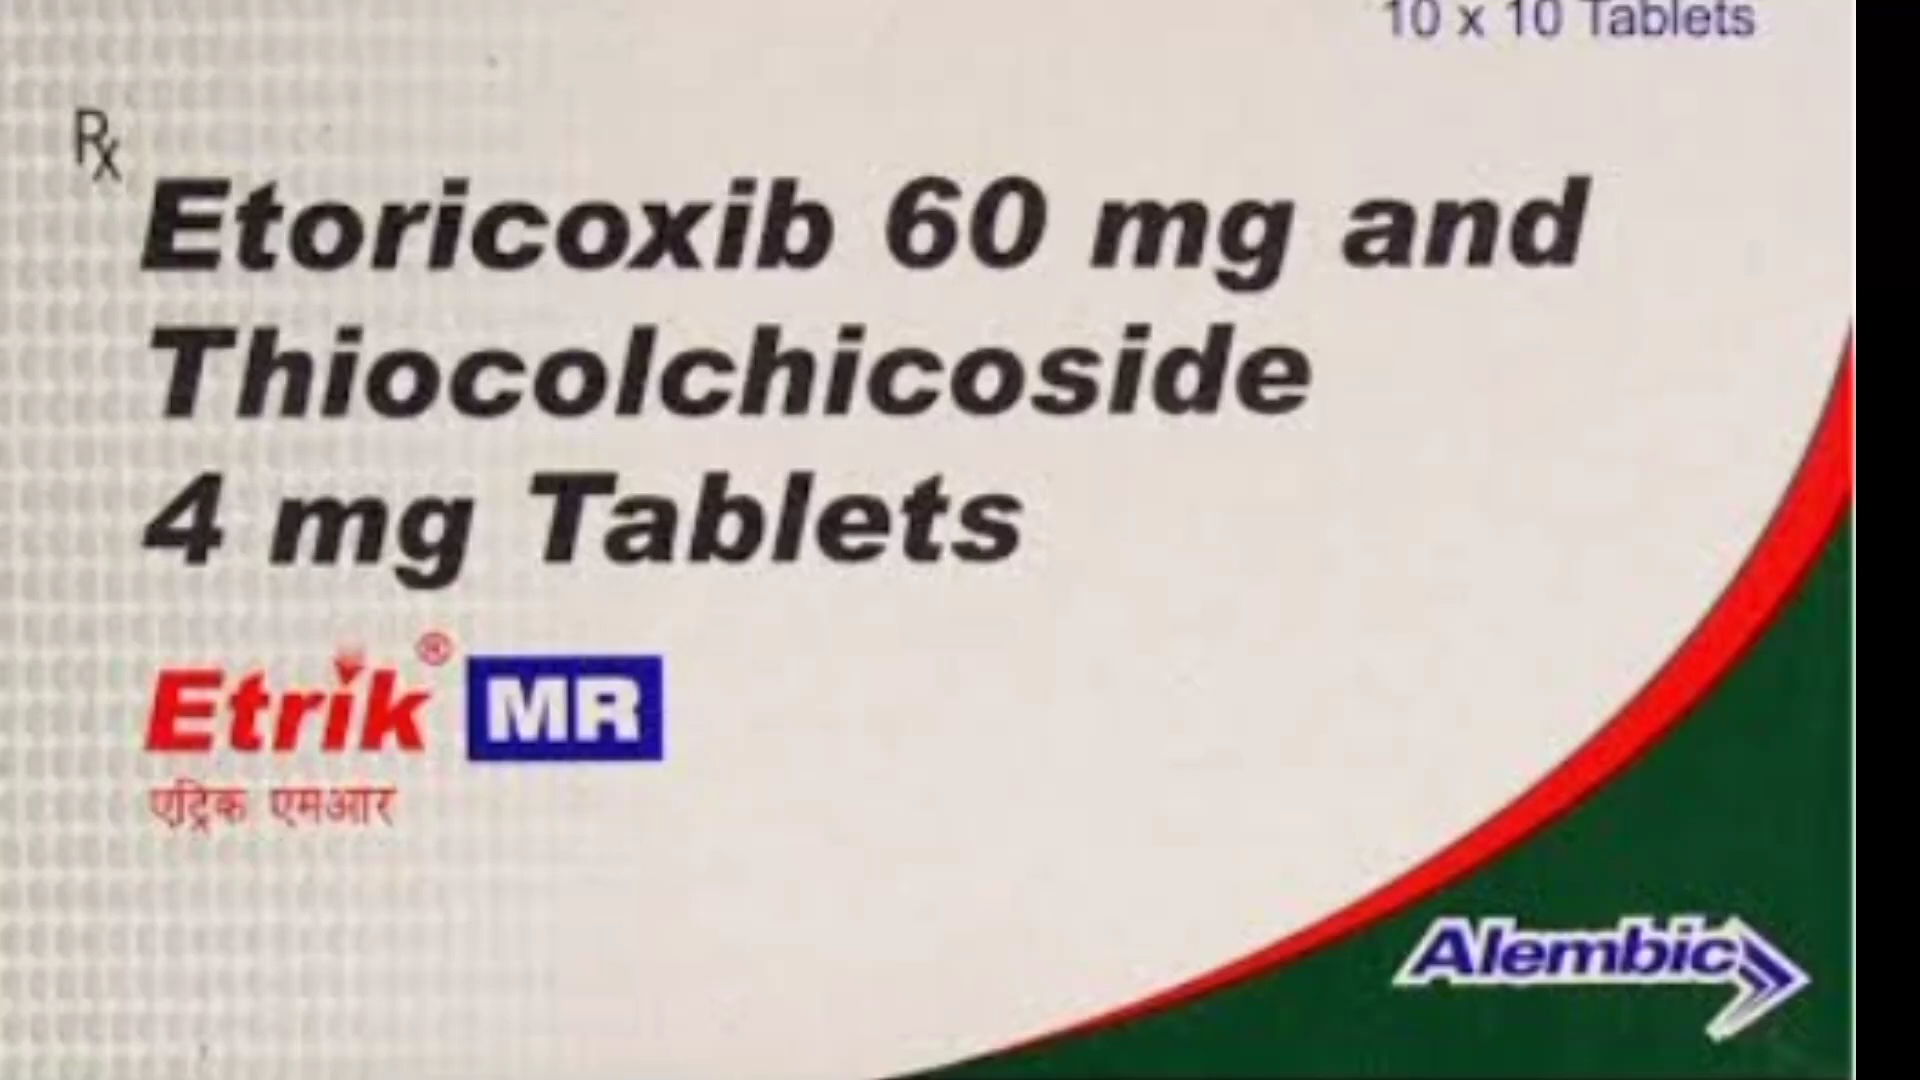 10 x 10 Tablets
Rx
Etoricoxib 60 mg and
Thiocolchicoside
4 mg Tablets
Etrik® MR
एट्रिक एमआर
Alembic